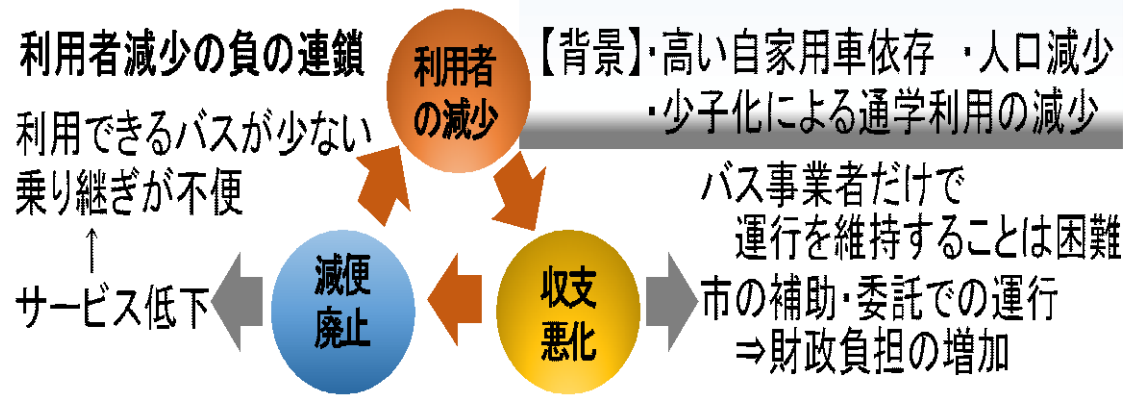 利用者減少の負の連鎖
利用者
の減少
【背景】・高い自家用車依存　・人口減少
・少子化による通学利用の減少
利用できるバスが少ない
乗り継ぎが不便
↑
サービス低下
減便
廃止
収支
悪化
バス事業者だけで
運行を維持することは困難
市の補助・委託での運行
⇒財政負担の増加